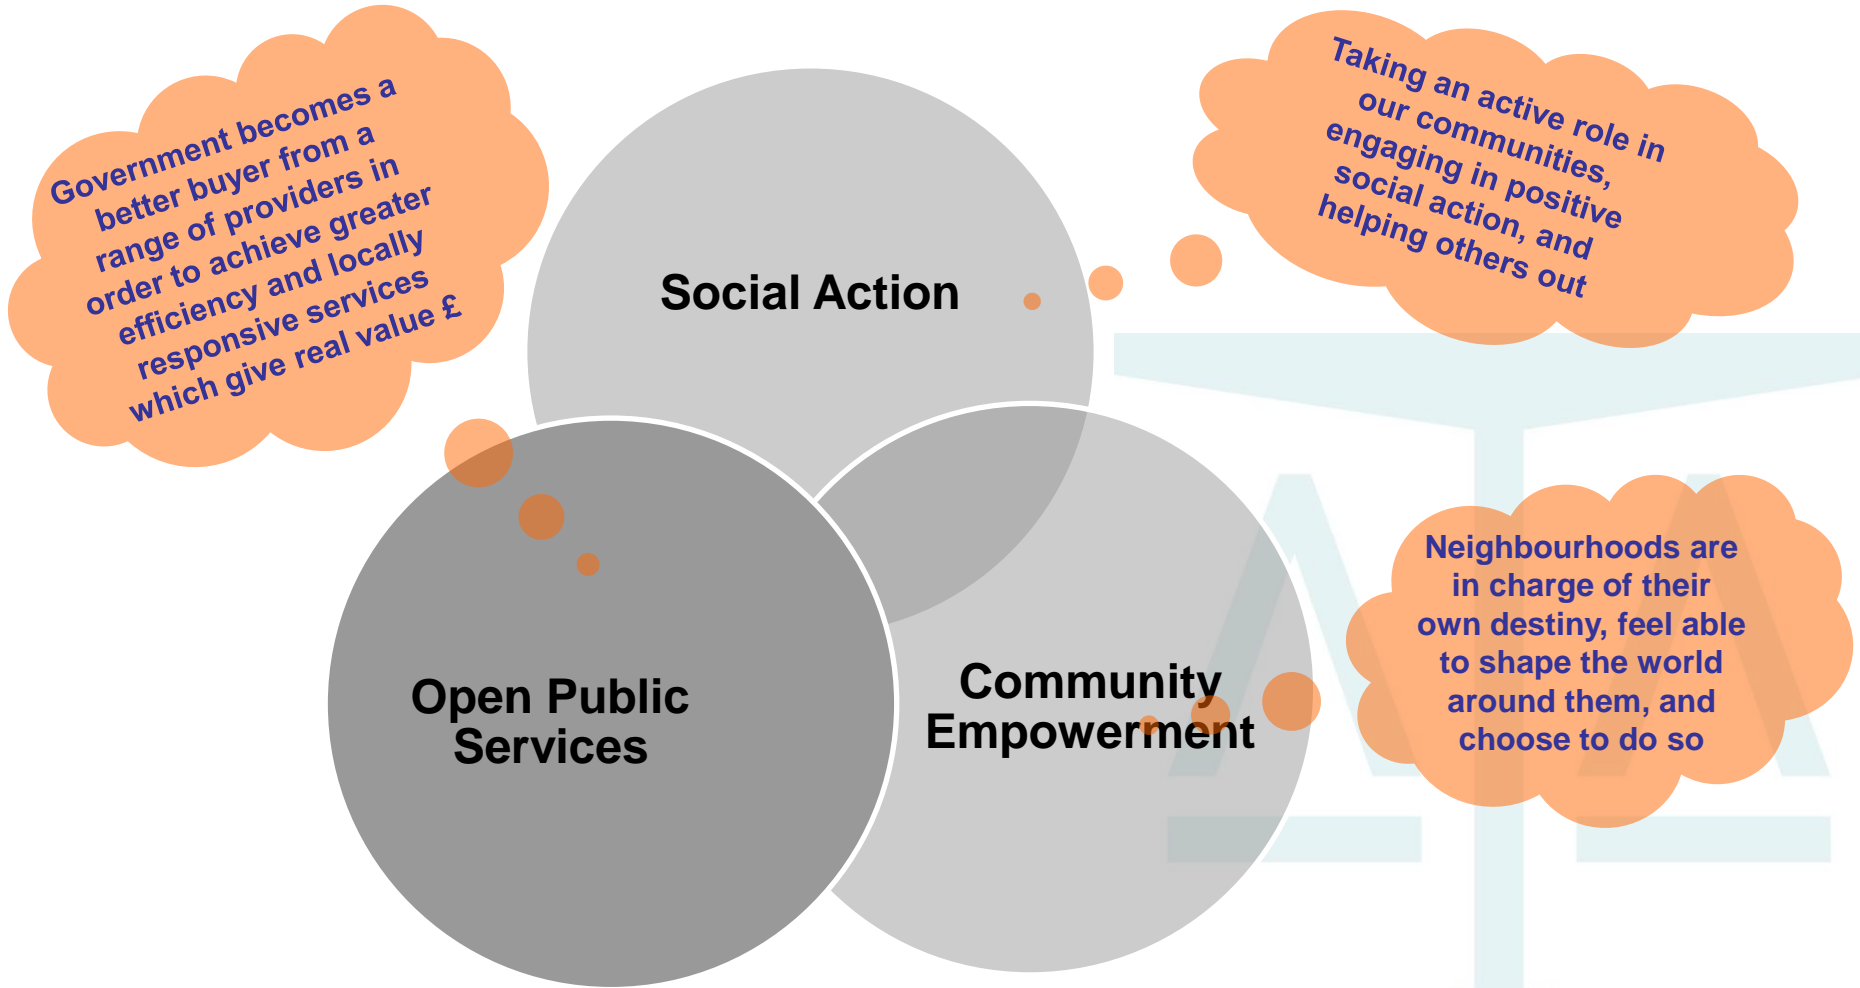 Government becomes a
better buyer from a
range of providers in
order to achieve greater
efficiency and locally
responsive services
which give real value £
Taking an active role in
our communities,
engaging in positive
social action, and
helping others out
Social Action
Neighbourhoods are
in charge of their
own destiny, feel able
to shape the world
around them, and
choose to do so
Open Public
Services
Community
Empowerment